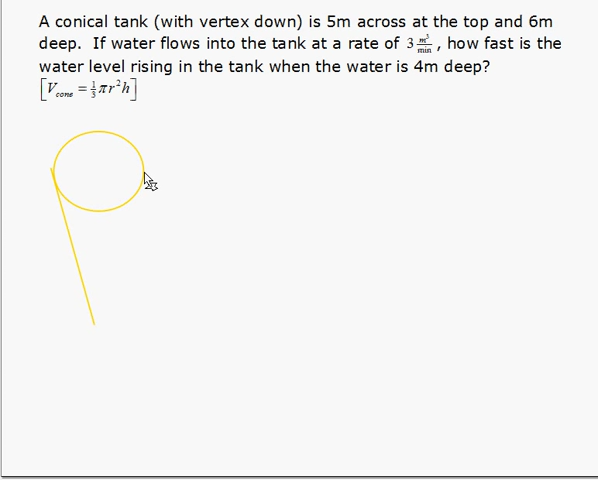 A conical tank (with vertex down) is 5m across at the top and 6m
deep. If water flows into the tank at a rate of 3 m³/min , how fast is the
water level rising in the tank when the water is 4m deep?
[V_cone = 1/3 πr²h]